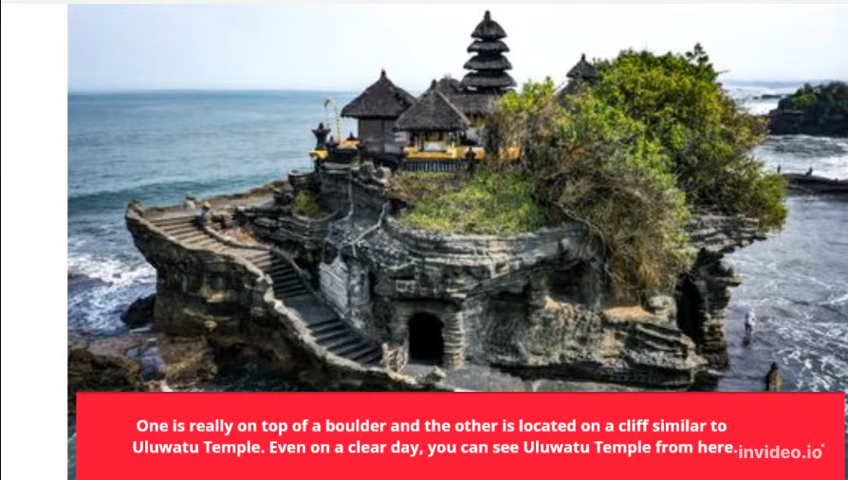 One is really on top of a boulder and the other is located on a cliff similar to
Uluwatu Temple. Even on a clear day, you can see Uluwatu Temple from here.
invideo.io